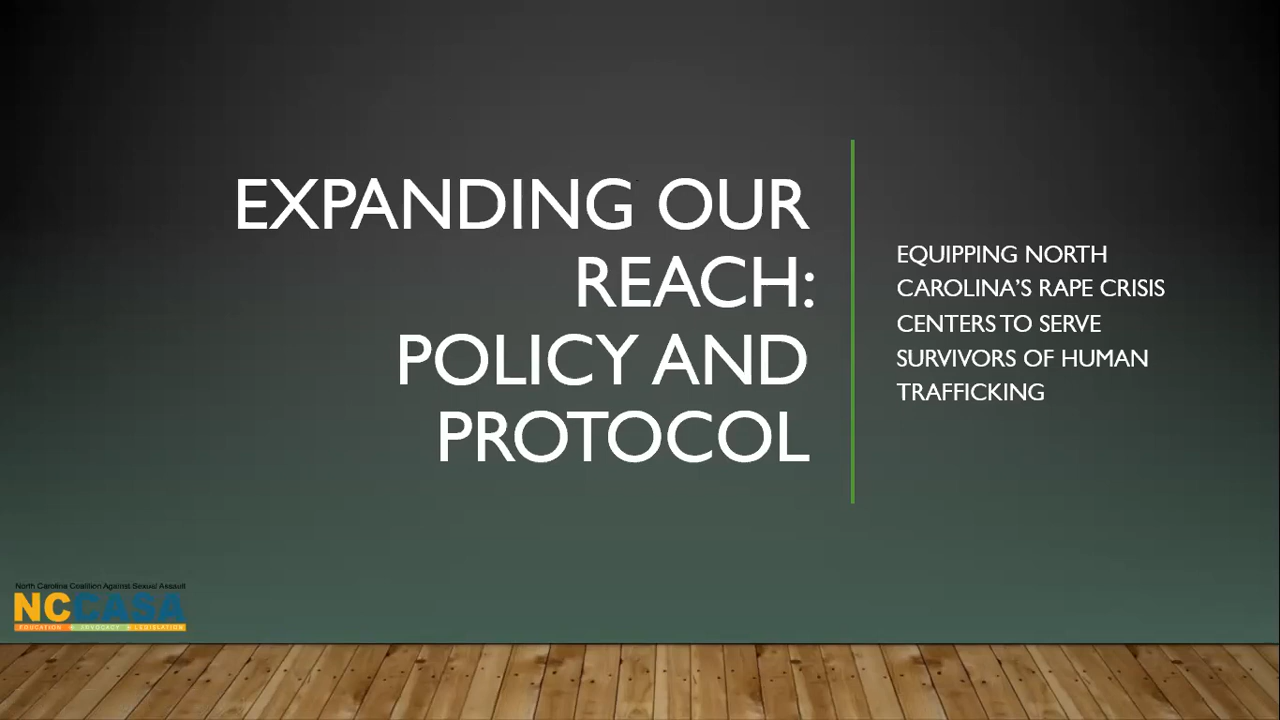 EXPANDING OUR
REACH:
POLICY AND
PROTOCOL
EQUIPPING NORTH
CAROLINA'S RAPE CRISIS
CENTERS TO SERVE
SURVIVORS OF HUMAN
TRAFFICKING
North Carolina Coalition Against Sexual Assault
NCCASA
EDUCATION + ADVOCACY + LEGISLATION